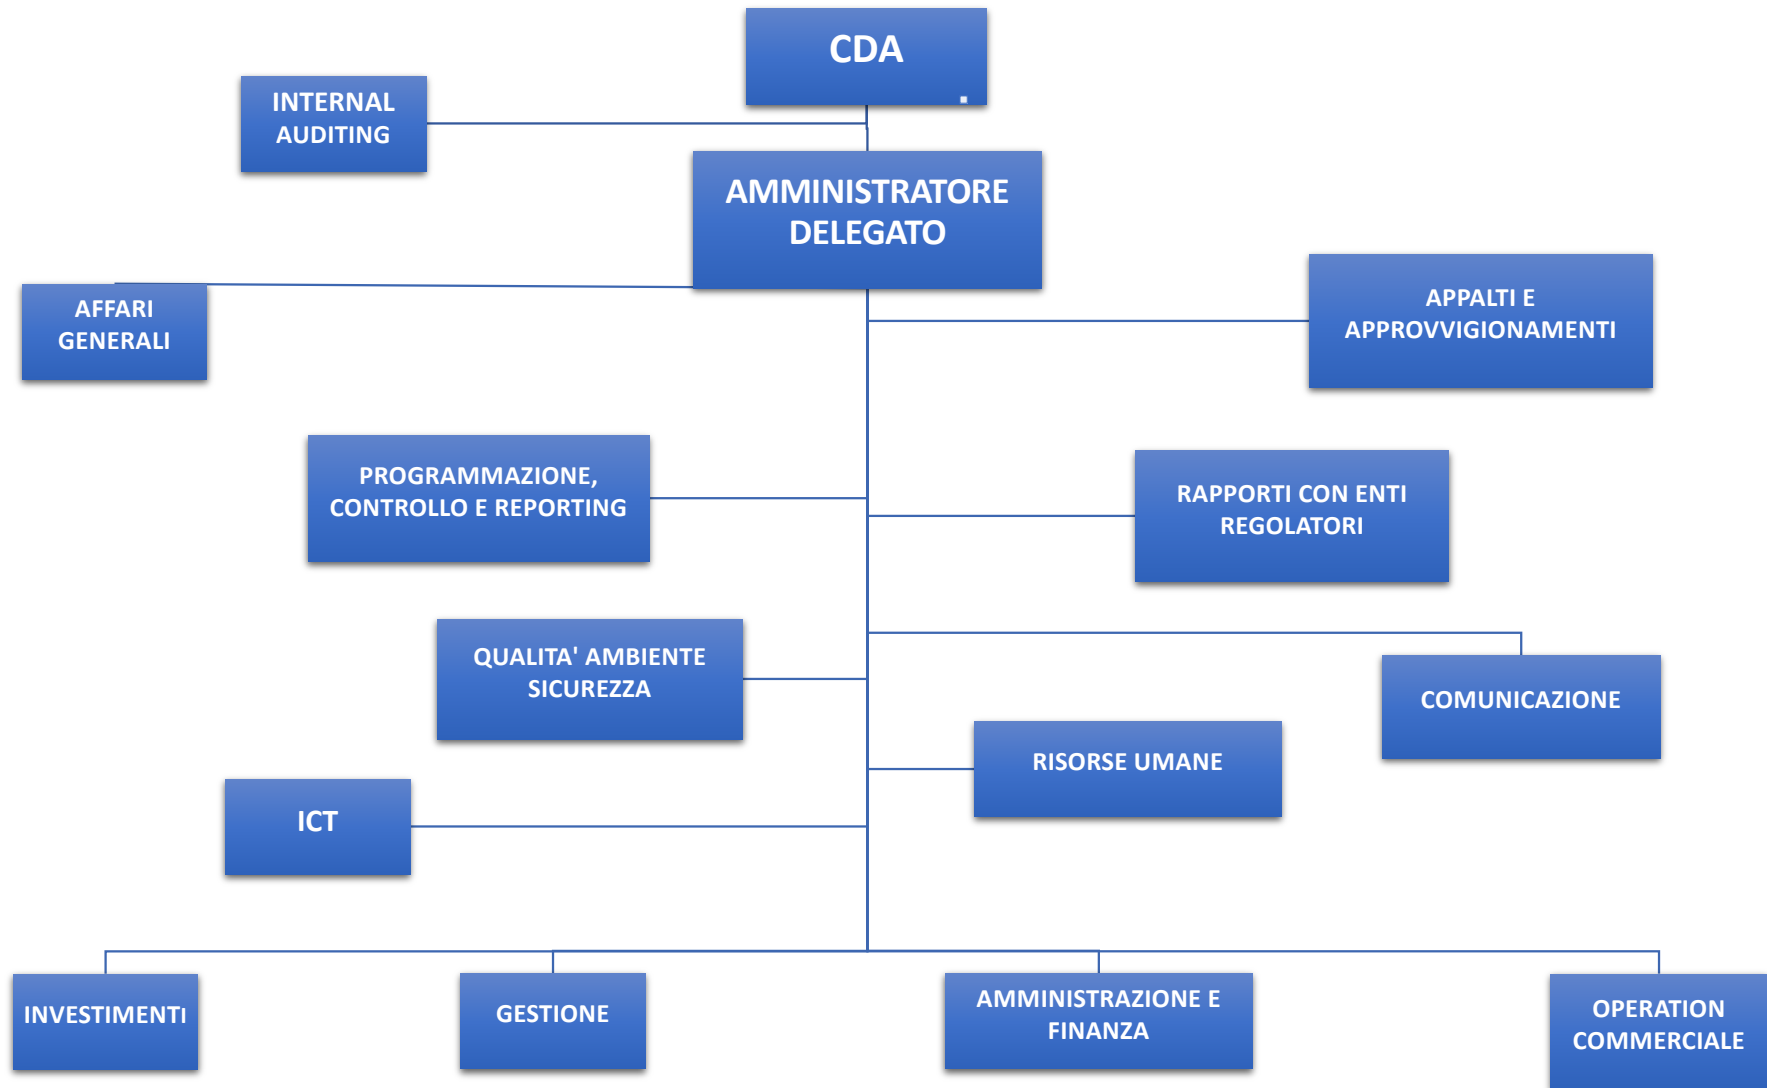 CDA
INTERNAL
AUDITING
AMMINISTRATORE
DELEGATO
AFFARI
GENERALI
APPALTI E
APPROVVIGIONAMENTI
PROGRAMMAZIONE,
CONTROLLO E REPORTING
RAPPORTI CON ENTI
REGOLATORI
QUALITA' AMBIENTE
SICUREZZA
COMUNICAZIONE
RISORSE UMANE
ICT
INVESTIMENTI
GESTIONE
AMMINISTRAZIONE E
FINANZA
OPERATION
COMMERCIALE